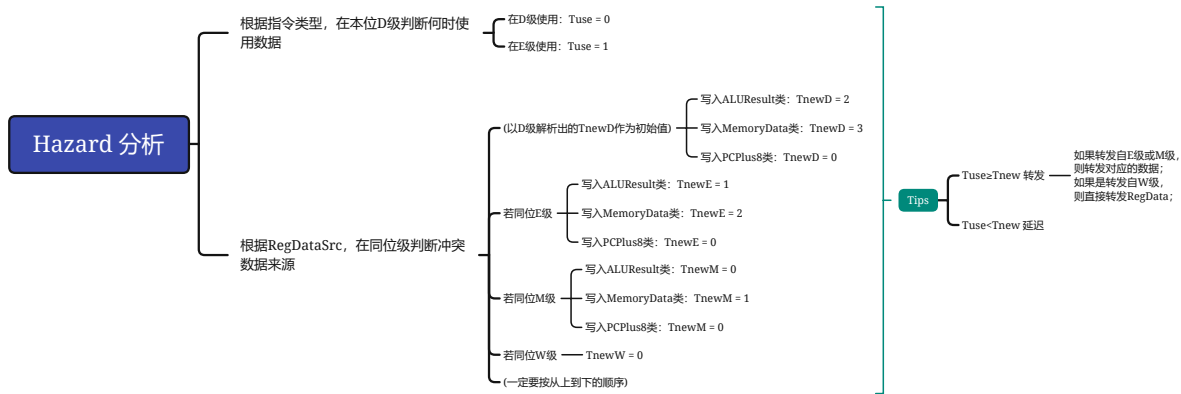 Hazard 分析
根据指令类型，在本位D级判断何时使
用数据
在D级使用：Tuse = 0
在E级使用：Tuse = 1
根据RegDataSrc，在同位级判断冲突
数据来源
(以D级解析出的TnewD作为初始值)
写入ALUResult类：TnewD = 2
写入MemoryData类：TnewD = 3
写入PCPlus8类：TnewD = 0
若同位E级
写入ALUResult类：TnewE = 1
写入MemoryData类：TnewE = 2
写入PCPlus8类：TnewE = 0
若同位M级
写入ALUResult类：TnewM = 0
写入MemoryData类：TnewM = 1
写入PCPlus8类：TnewM = 0
若同位W级
TnewW = 0
(一定要按从上到下的顺序)
Tips
Tuse≥Tnew 转发
如果转发自E级或M级，
则转发对应的数据；
如果是转发自W级，
则直接转发RegData；
Tuse<Tnew 延迟